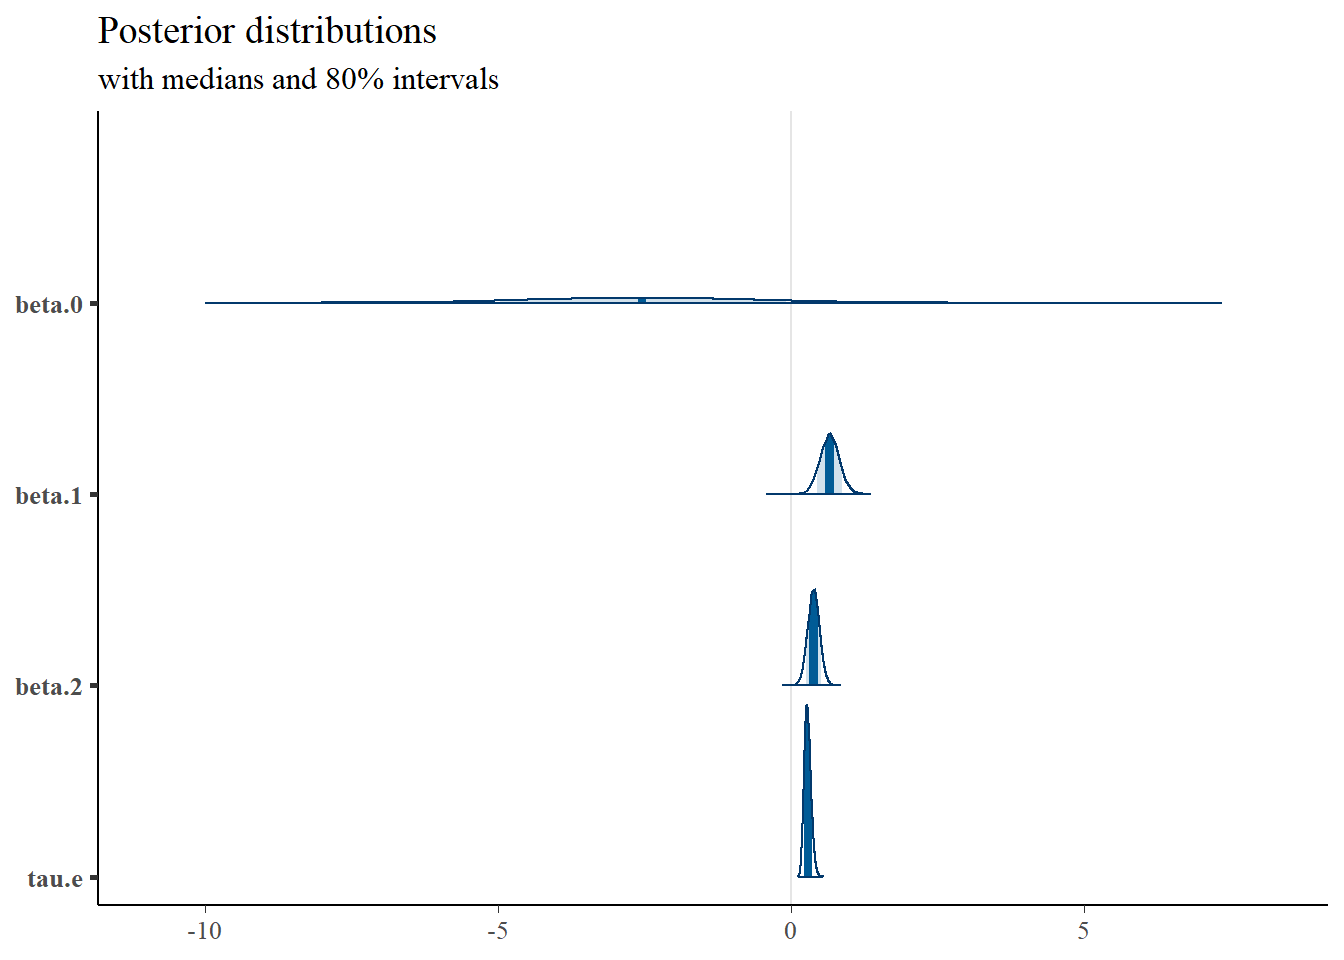 Posterior distributions
with medians and 80% intervals
beta.0
beta.1
beta.2
tau.e
-10 -5 0 5